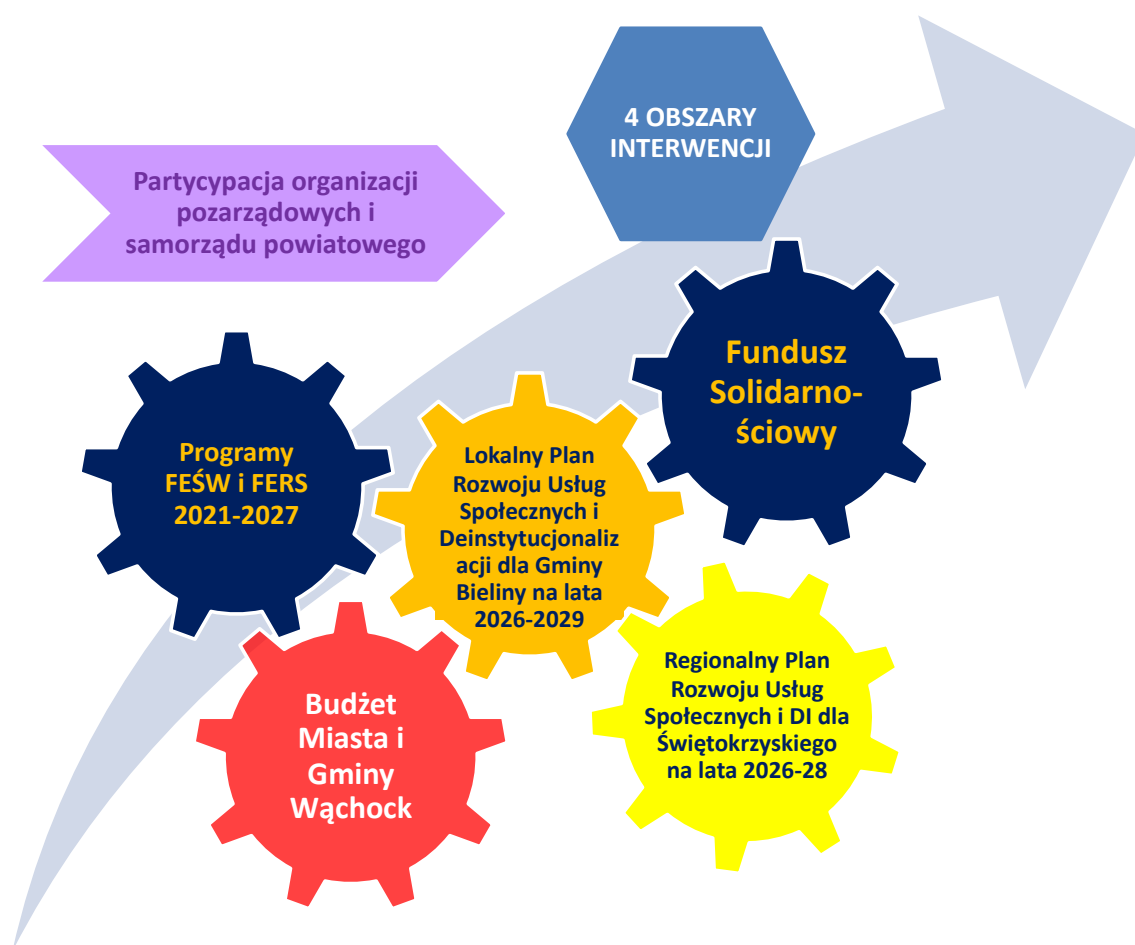 4 OBSZARY
INTERWENCJI
Partycypacja organizacji
pozarządowych i
samorządu powiatowego
Fundusz
Solidarno-
ściowy
Programy
FEŚW i FERS
2021-2027
Lokalny Plan
Rozwoju Usług
Społecznych i
Deinstytucjonaliz
acji dla Gminy
Bieliny na lata
2026-2029
Regionalny Plan
Rozwoju Usług
Społecznych i DI dla
Świętokrzyskiego
na lata 2026-28
Budżet
Miasta i
Gminy
Wąchock